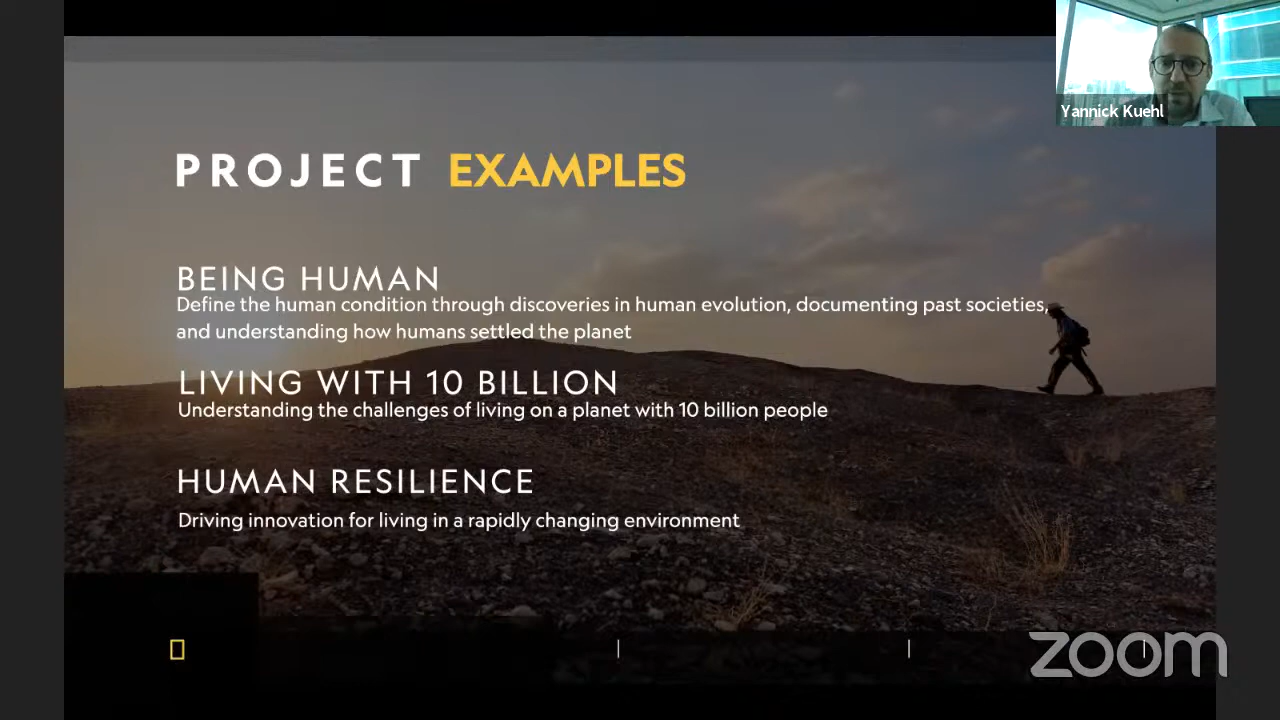 Yannick Kuehl
PROJECT EXAMPLES
BEING HUMAN
Define the human condition through discoveries in human evolution, documenting past societies,
and understanding how humans settled the planet
LIVING WITH 10 BILLION
Understanding the challenges of living on a planet with 10 billion people
HUMAN RESILIENCE
Driving innovation for living in a rapidly changing environment
zoom